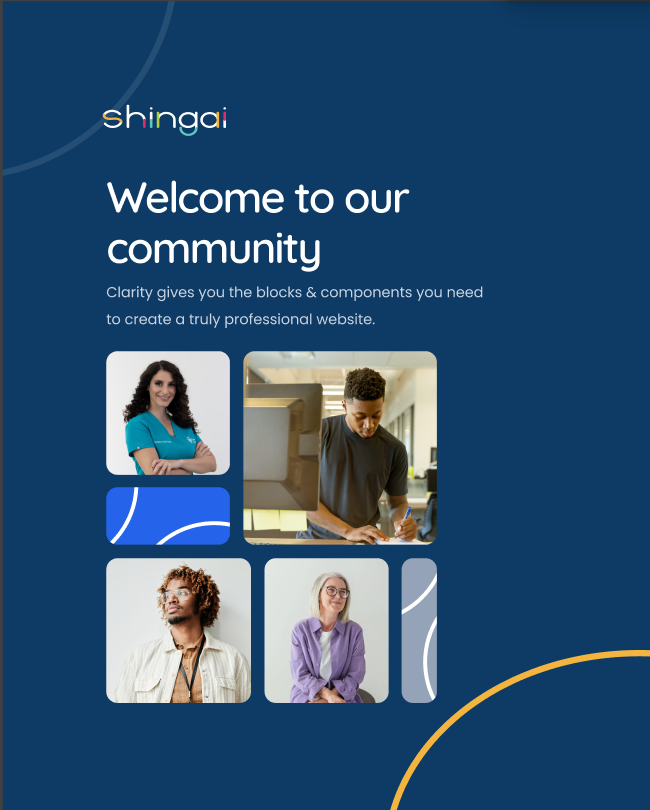 shingai
Welcome to our
community
Clarity gives you the blocks & components you need
to create a truly professional website.